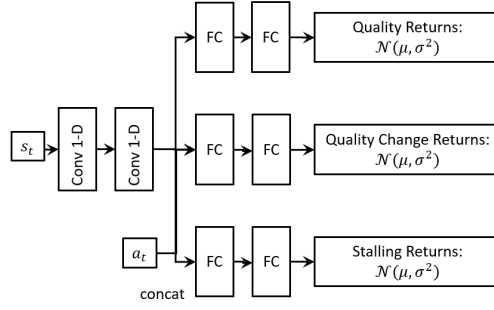 FC
FC
Quality Returns:
𝒩(μ, σ²)
s_t
Conv 1-D
Conv 1-D
FC
FC
Quality Change Returns:
𝒩(μ, σ²)
a_t
FC
FC
Stalling Returns:
𝒩(μ, σ²)
concat